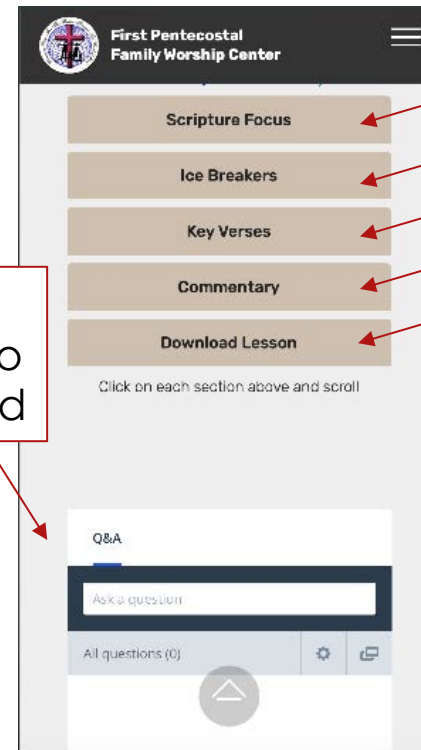 First Pentecostal
Family Worship Center
Scripture Focus
Ice Breakers
Key Verses
Commentary
Download Lesson
Click on each section above and scroll
Q&A
Ask a question
All questions (0)